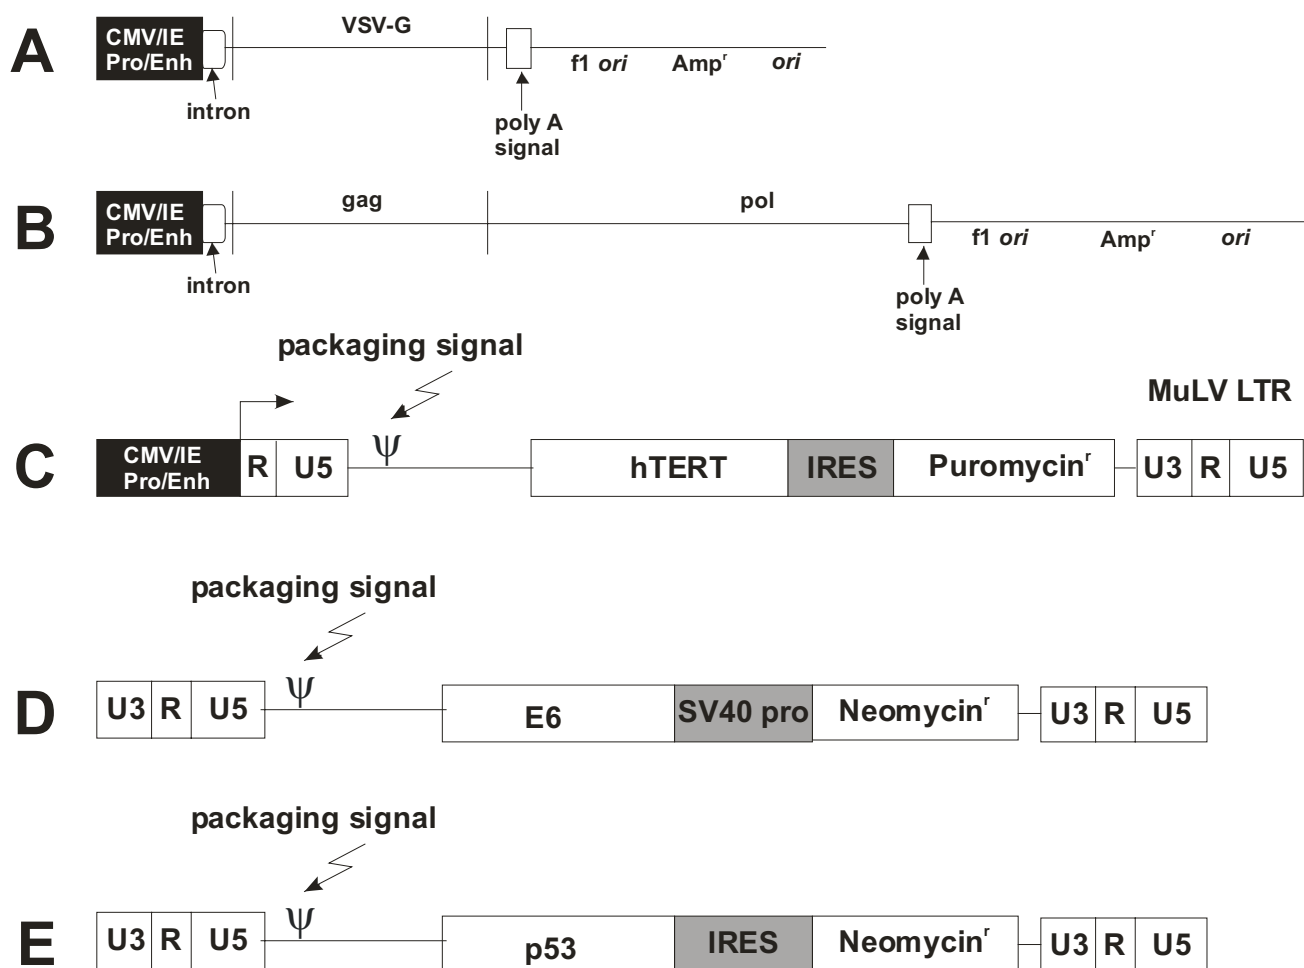 A
CMV/IE
Pro/Enh
VSV-G
intron
poly A
signal
f1 ori Ampʳ ori
B
CMV/IE
Pro/Enh
gag
pol
intron
poly A
signal
f1 ori Ampʳ ori
packaging signal
MuLV LTR
C
CMV/IE
Pro/Enh
R U5 ψ hTERT IRES Puromycinʳ U3 R U5
packaging signal
D
U3 R U5 ψ E6 SV40 pro Neomycinʳ U3 R U5
packaging signal
E
U3 R U5 ψ p53 IRES Neomycinʳ U3 R U5